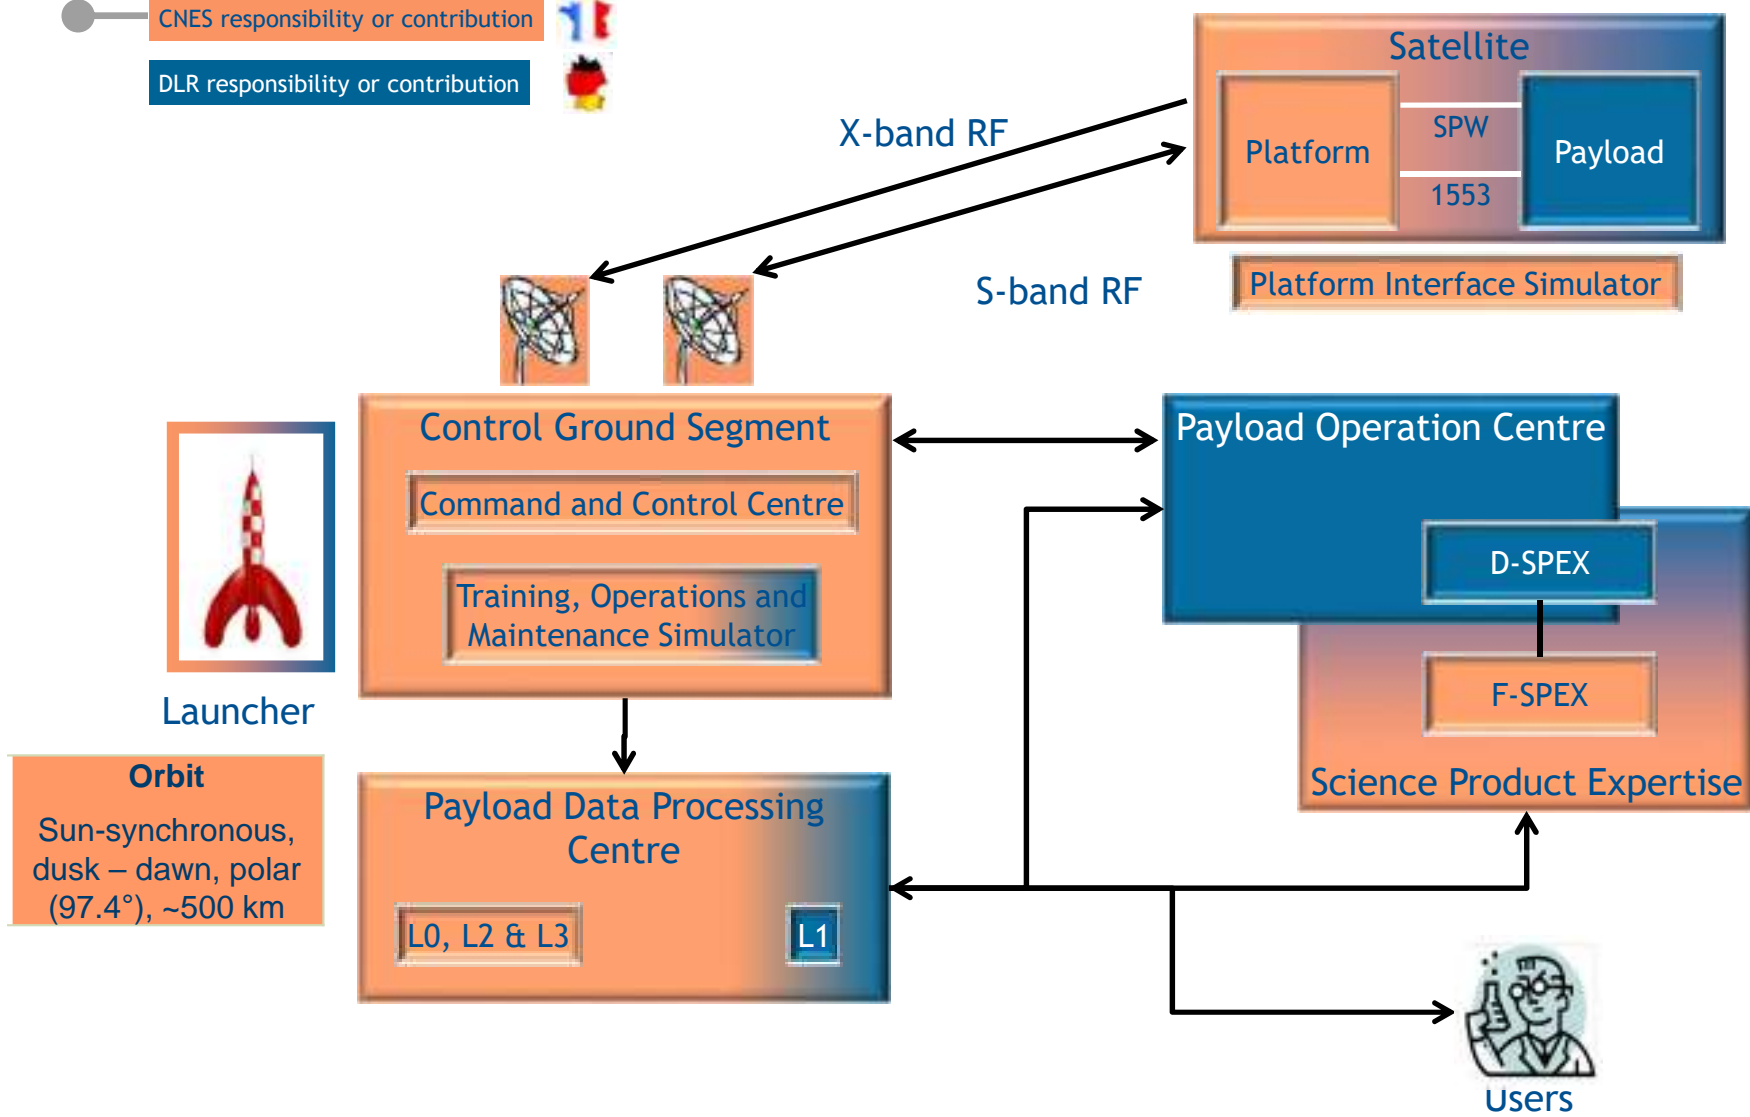 CNES responsibility or contribution
DLR responsibility or contribution
Satellite
X-band RF
SPW
Platform
Payload
1553
S-band RF
Platform Interface Simulator
Control Ground Segment
Payload Operation Centre
Command and Control Centre
D-SPEX
Training, Operations and
Maintenance Simulator
F-SPEX
Launcher
Orbit
Science Product Expertise
Payload Data Processing
Centre
Sun-synchronous,
dusk – dawn, polar
(97.4°), ~500 km
L0, L2 & L3
L1
Users